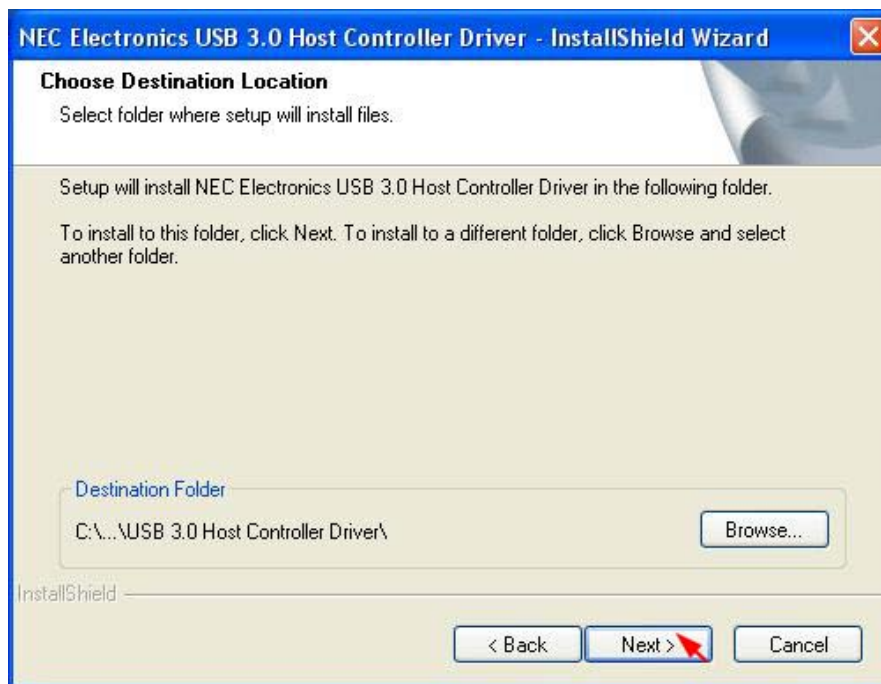 NEC Electronics USB 3.0 Host Controller Driver - InstallShield Wizard
Choose Destination Location
Select folder where setup will install files.
Setup will install NEC Electronics USB 3.0 Host Controller Driver in the following folder.
To install to this folder, click Next. To install to a different folder, click Browse and select
another folder.
Destination Folder
C:\...\USB 3.0 Host Controller Driver\
Browse...
InstallShield
< Back
Next >
Cancel